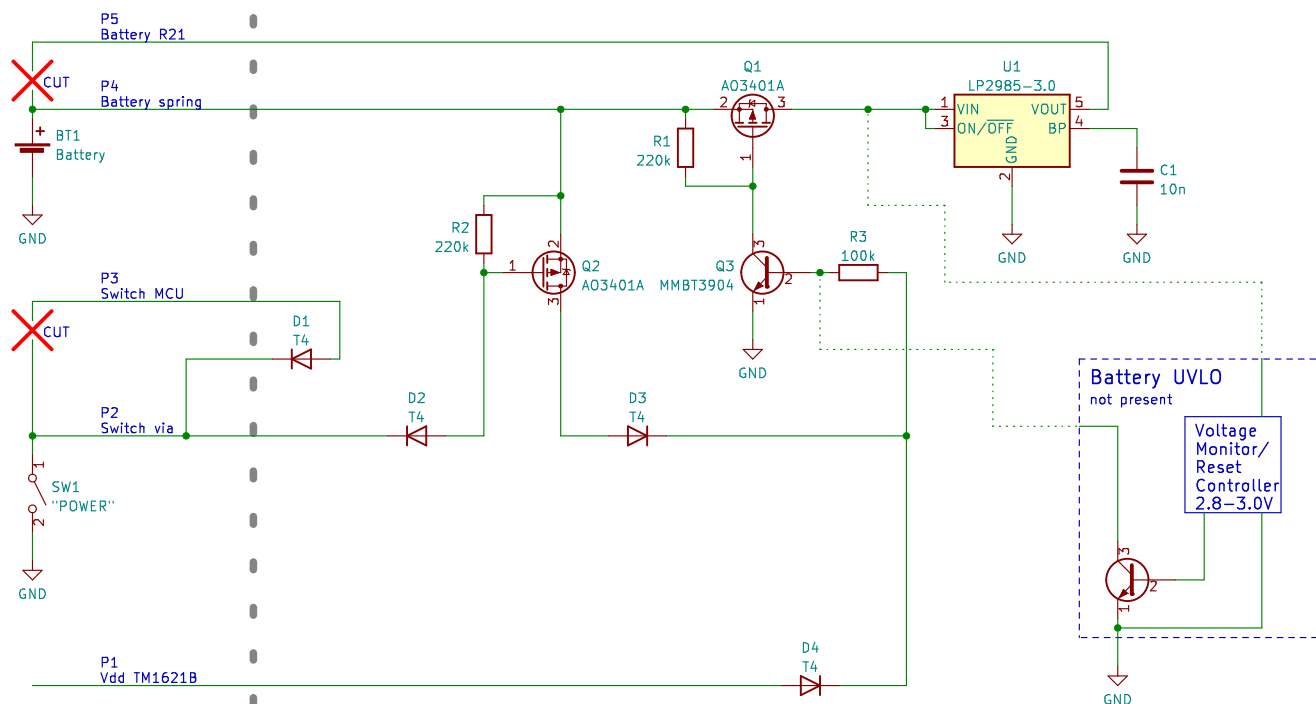 P5
Battery R21
CUT
P4
Battery spring
Q1
AO3401A
U1
LP2985-3.0
2
3
1
VIN
VOUT
5
3
ON/OFF
BP
4
GND
2
+
BT1
Battery
R1
220k
1
C1
10n
GND
R2
220k
2
1
Q2
AO3401A
3
3
Q3
MMBT3904
2
1
R3
100k
GND
GND
P3
Switch MCU
CUT
D1
T4
GND
Battery UVLO
not present
P2
Switch via
D2
T4
D3
T4
Voltage
Monitor/
Reset
Controller
2.8-3.0V
1
SW1
"POWER"
2
GND
3
2
1
P1
Vdd TM1621B
D4
T4
GND